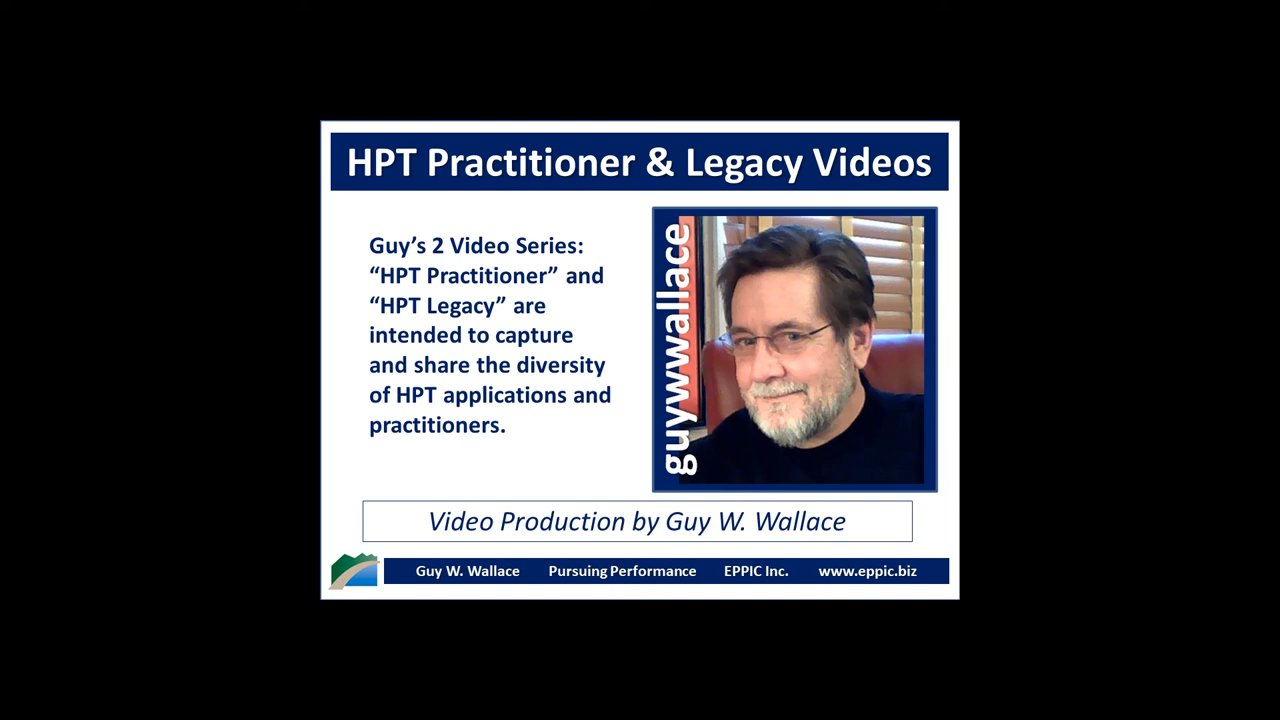 HPT Practitioner & Legacy Videos
Guy’s 2 Video Series:
“HPT Practitioner” and
“HPT Legacy” are
intended to capture
and share the diversity
of HPT applications and
practitioners.
guywwallace
Video Production by Guy W. Wallace
Guy W. Wallace Pursuing Performance EPPIC Inc. www.eppic.biz